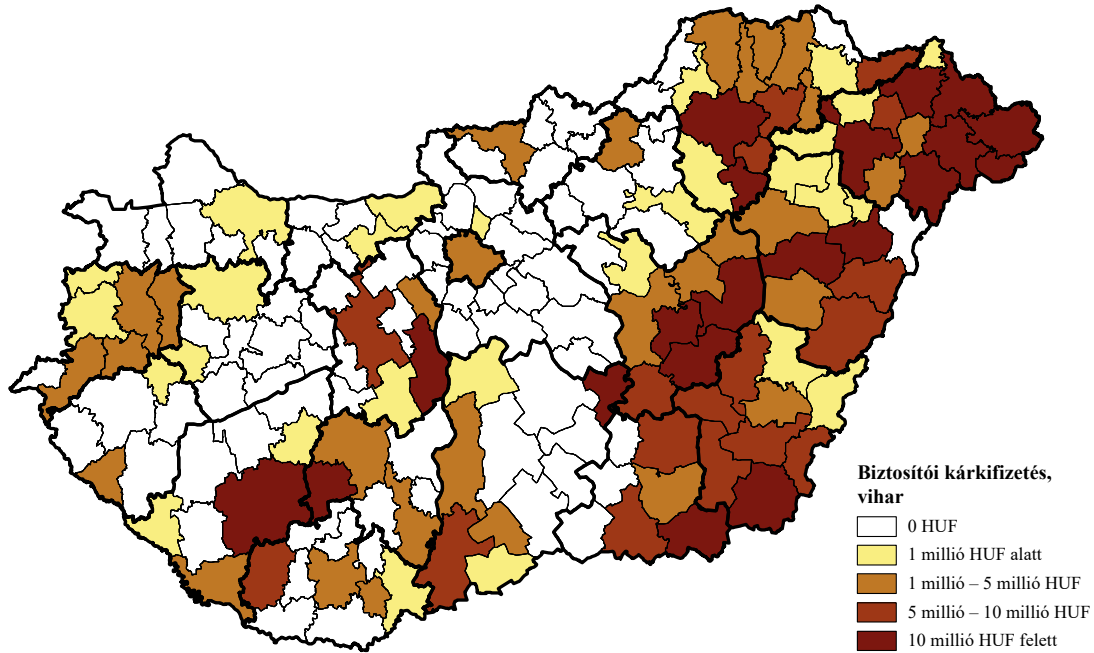 Biztosítói kárkifizetés,
vihar
0 HUF
1 millió HUF alatt
1 millió – 5 millió HUF
5 millió – 10 millió HUF
10 millió HUF felett